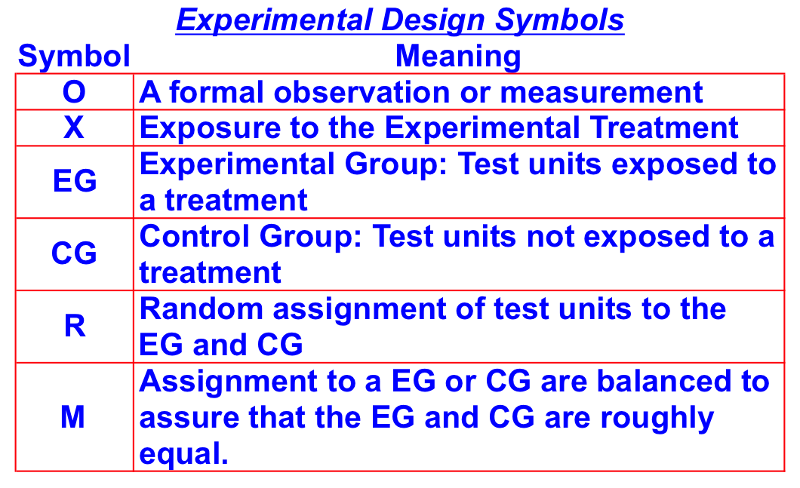 Experimental Design Symbols
Symbol Meaning
O A formal observation or measurement
X Exposure to the Experimental Treatment
EG Experimental Group: Test units exposed to
a treatment
CG Control Group: Test units not exposed to a
treatment
R Random assignment of test units to the
EG and CG
M Assignment to a EG or CG are balanced to
assure that the EG and CG are roughly
equal.